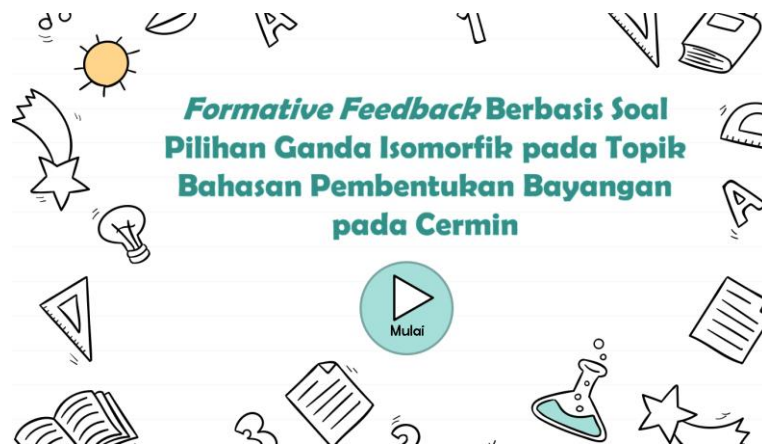 Formative Feedback Berbasis Soal
Pilihan Ganda Isomorfik pada Topik
Bahasan Pembentukan Bayangan
pada Cermin
Mulai